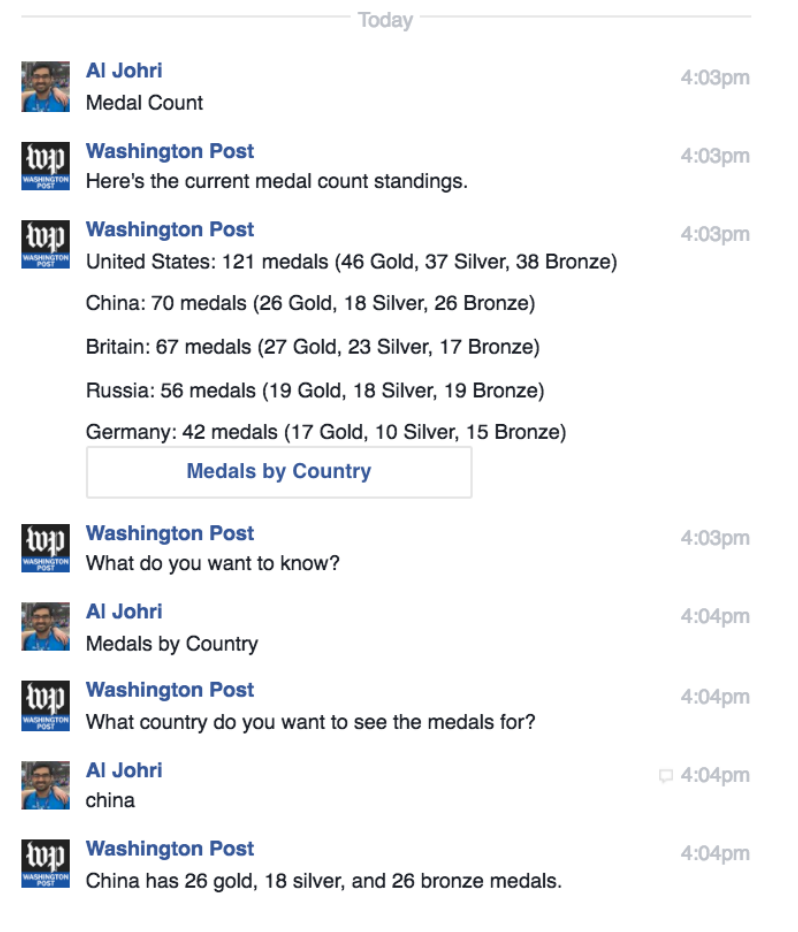 Today
Al Johri 4:03pm
Medal Count
wp
WASHINGTON
POST
Washington Post 4:03pm
Here's the current medal count standings.
wp
WASHINGTON
POST
Washington Post 4:03pm
United States: 121 medals (46 Gold, 37 Silver, 38 Bronze)
China: 70 medals (26 Gold, 18 Silver, 26 Bronze)
Britain: 67 medals (27 Gold, 23 Silver, 17 Bronze)
Russia: 56 medals (19 Gold, 18 Silver, 19 Bronze)
Germany: 42 medals (17 Gold, 10 Silver, 15 Bronze)
Medals by Country
wp
WASHINGTON
POST
Washington Post 4:03pm
What do you want to know?
Al Johri 4:04pm
Medals by Country
wp
WASHINGTON
POST
Washington Post 4:04pm
What country do you want to see the medals for?
Al Johri 4:04pm
china
wp
WASHINGTON
POST
Washington Post 4:04pm
China has 26 gold, 18 silver, and 26 bronze medals.